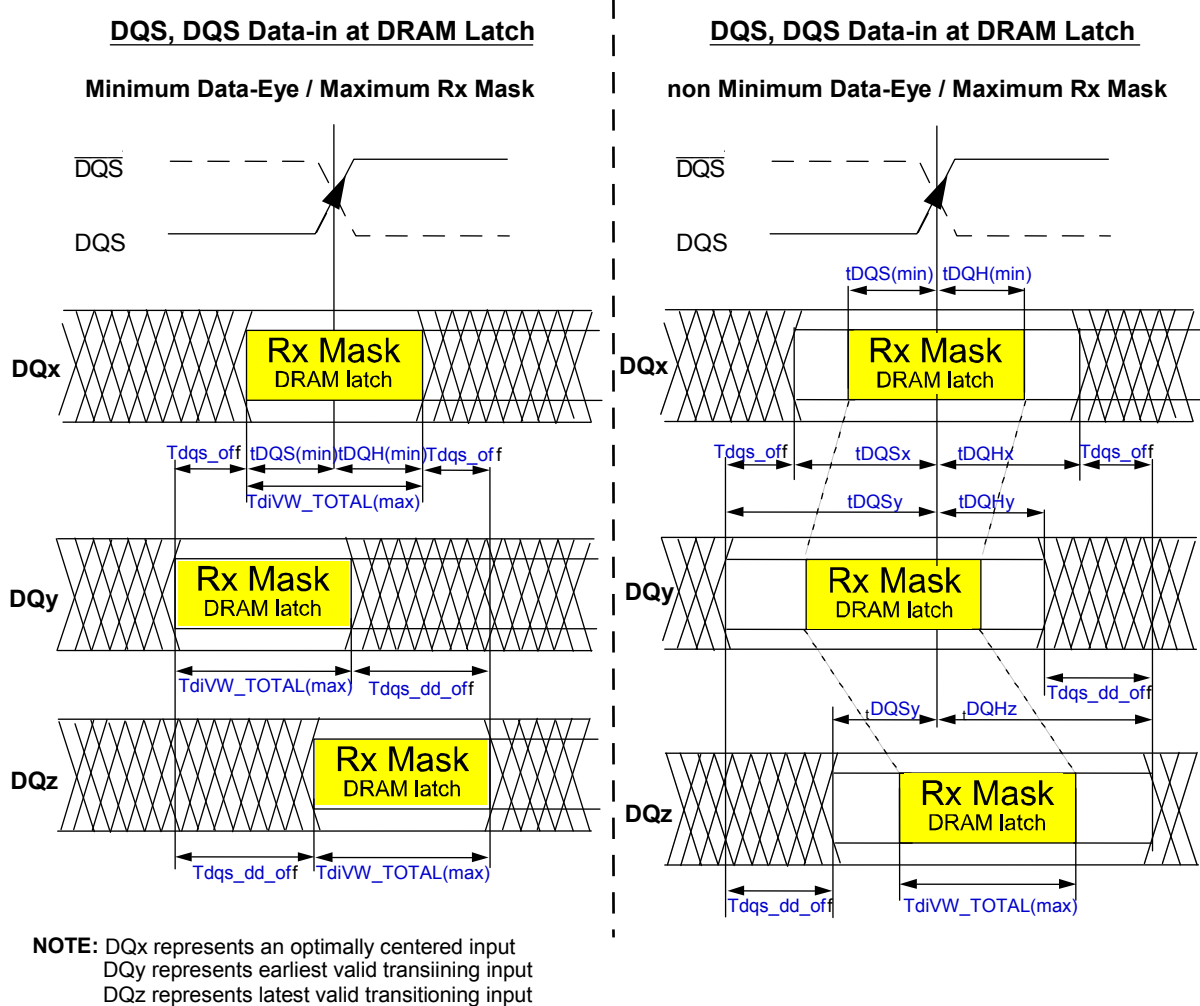 DQS, DQS Data-in at DRAM Latch
Minimum Data-Eye / Maximum Rx Mask
DQS
DQS
DQx
Rx Mask
DRAM latch
Tdqs_off
tDQS(min)
tDQH(min)
Tdqs_off
TdiVW_TOTAL(max)
DQy
Rx Mask
DRAM latch
TdiVW_TOTAL(max)
Tdqs_dd_off
DQz
Rx Mask
DRAM latch
Tdqs_dd_off
TdiVW_TOTAL(max)
DQS, DQS Data-in at DRAM Latch
non Minimum Data-Eye / Maximum Rx Mask
DQS
DQS
tDQS(min)
tDQH(min)
DQx
Rx Mask
DRAM latch
Tdqs_off
tDQSx
tDQHx
Tdqs_off
tDQSy
tDQHy
DQy
Rx Mask
DRAM latch
Tdqs_dd_off
tDQSy
tDQHz
DQz
Rx Mask
DRAM latch
Tdqs_dd_off
TdiVW_TOTAL(max)
NOTE: DQx represents an optimally centered input
DQy represents earliest valid transiining input
DQz represents latest valid transitioning input